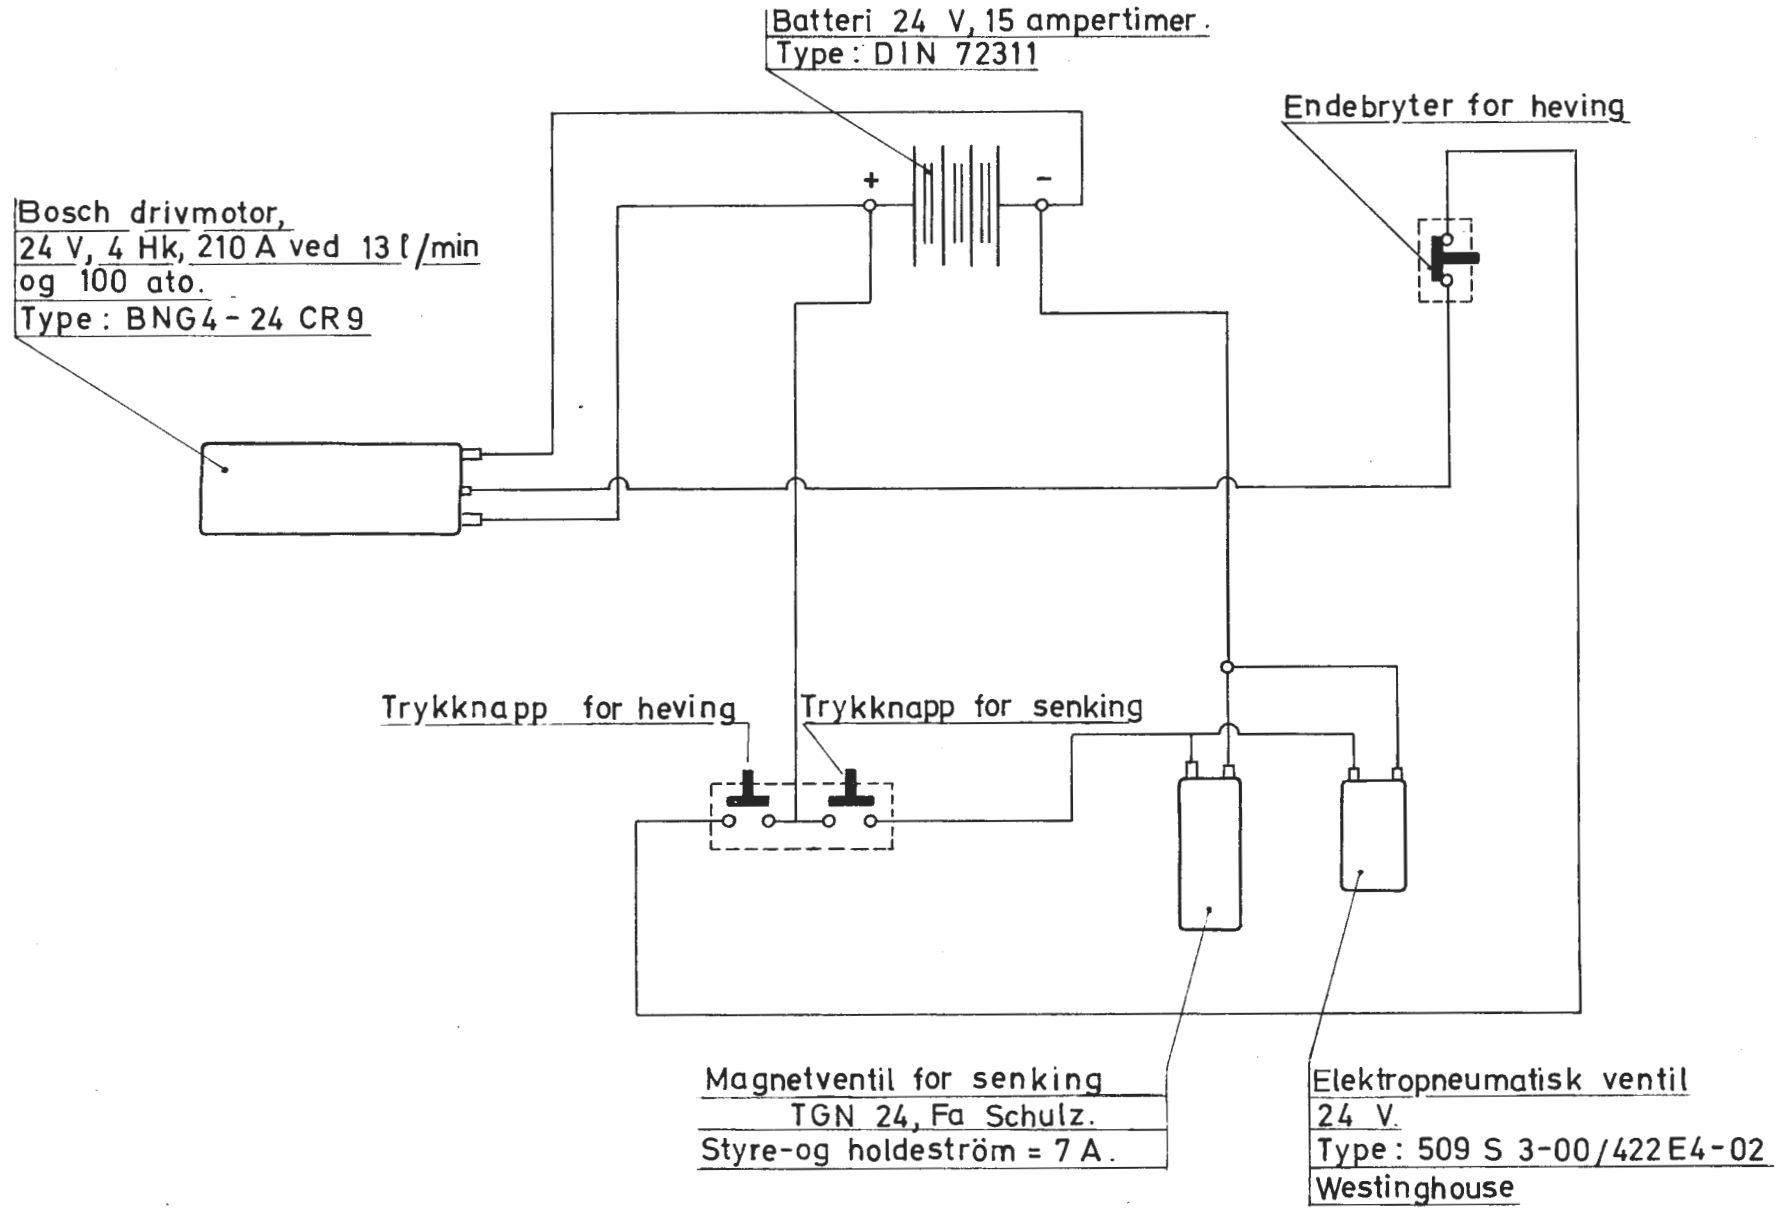 Batteri 24 V, 15 ampertimer.
Type: DIN 72311
Endebryter for heving
Bosch drivmotor,
24 V, 4 Hk, 210 A ved 13 l/min
og 100 ato.
Type: BNG4-24 CR9
+
-
Trykknapp for heving
Trykknapp for senking
Magnetventil for senking
TGN 24, Fa Schulz.
Styre-og holdeström = 7 A.
Elektropneumatisk ventil
24 V.
Type: 509 S 3-00/422E4-02
Westinghouse